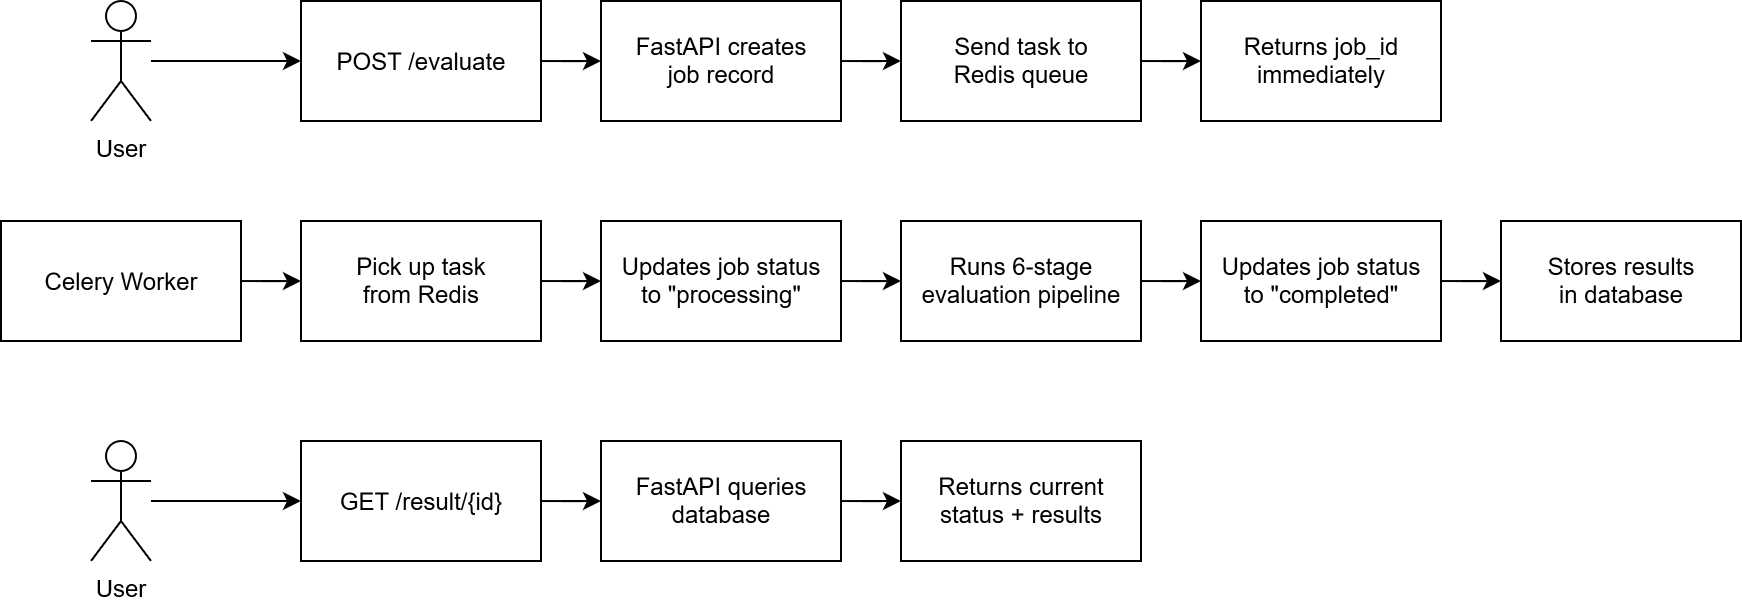 POST /evaluate
FastAPI creates
job record
Send task to
Redis queue
Returns job_id
immediately
User
Celery Worker
Pick up task
from Redis
Updates job status
to "processing"
Runs 6-stage
evaluation pipeline
Updates job status
to "completed"
Stores results
in database
GET /result/{id}
FastAPI queries
database
Returns current
status + results
User